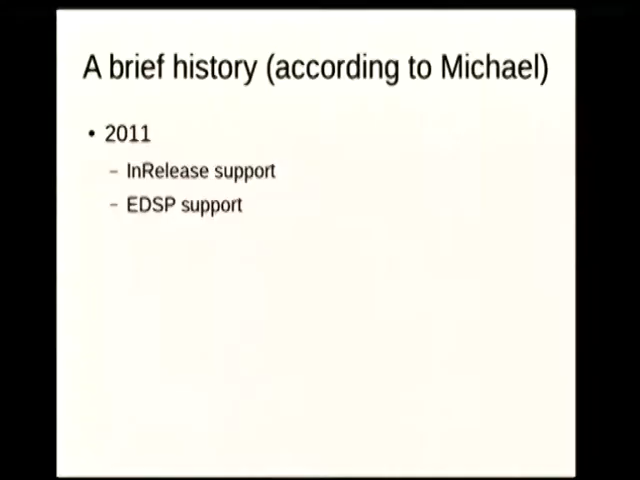 A brief history (according to Michael)
• 2011
– InRelease support
– EDSP support